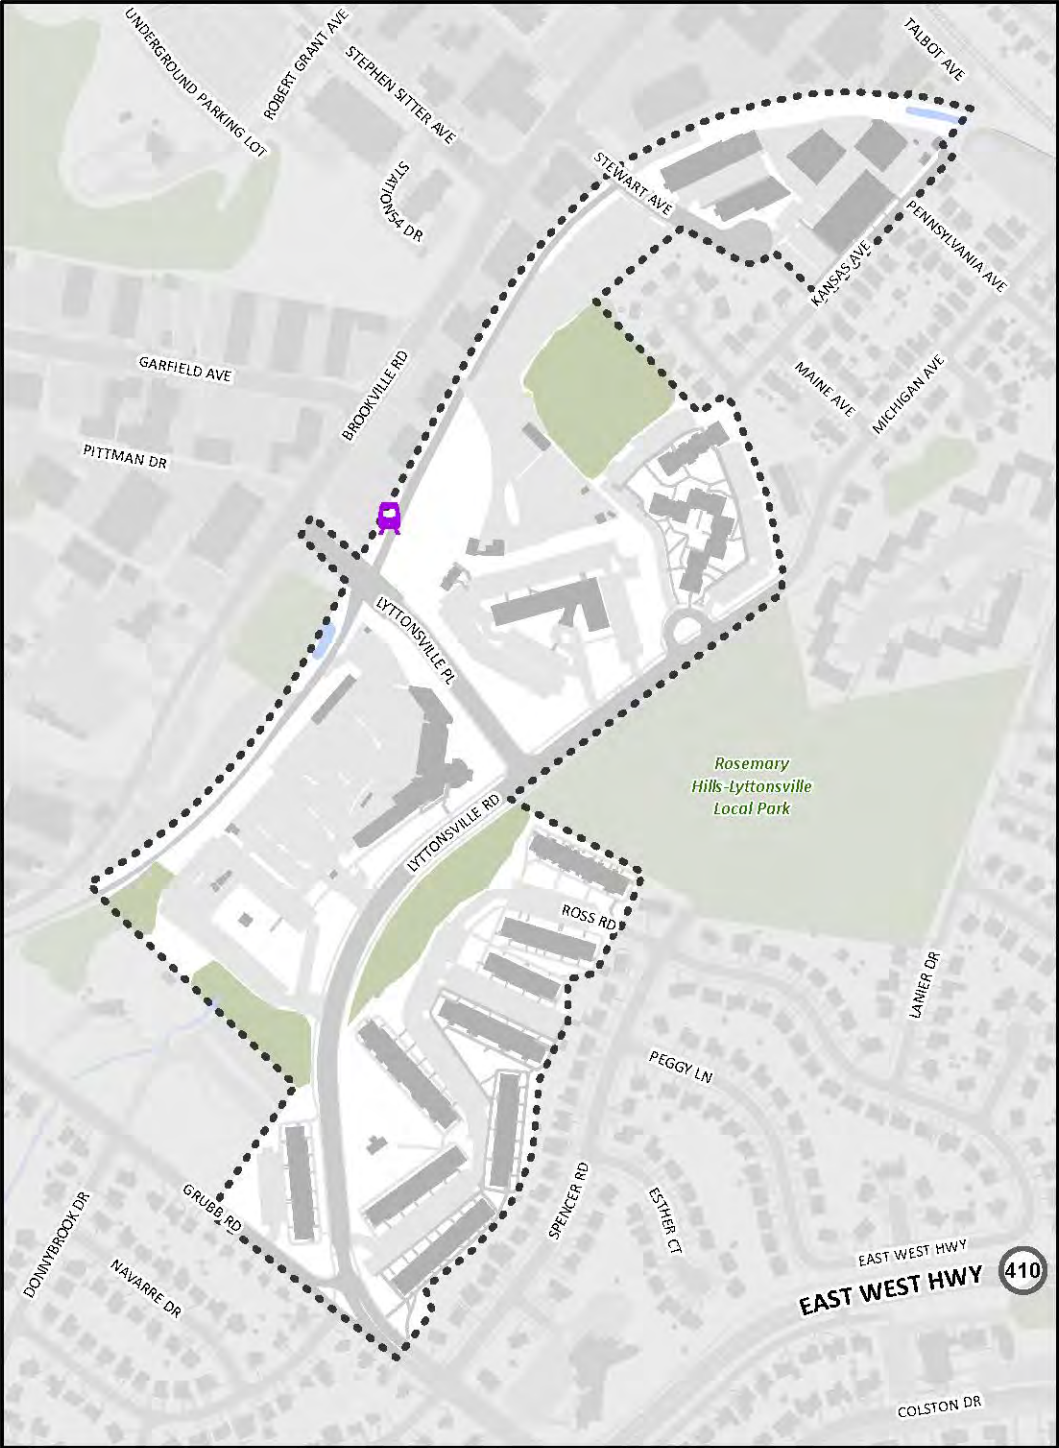 UNDERGROUND PARKING LOT
ROBERT GRANT AVE
STEPHEN SITTER AVE
TALBOT AVE
STATION54 DR
STEWART AVE
PENNSYLVANIA AVE
KANSAS AVE
GARFIELD AVE
BROOKVILLE RD
MAINE AVE
MICHIGAN AVE
PITTMAN DR
LYTTONSVILLE PL
Rosemary
Hills-Lyttonsville
Local Park
LYTTONSVILLE RD
ROSS RD
LANIER DR
PEGGY LN
GRUBB RD
SPENCER RD
ESTHER CT
DONNYBROOK DR
NAVARRE DR
EAST WEST HWY
EAST WEST HWY
410
COLSTON DR